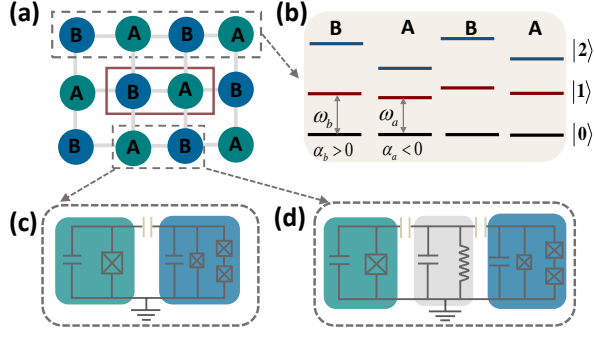 (a)
B A B A
A B A B
B A B A
(b)
B A B A
|2⟩
|1⟩
ω_b ω_a
|0⟩
α_b > 0 α_a < 0
(c)
(d)